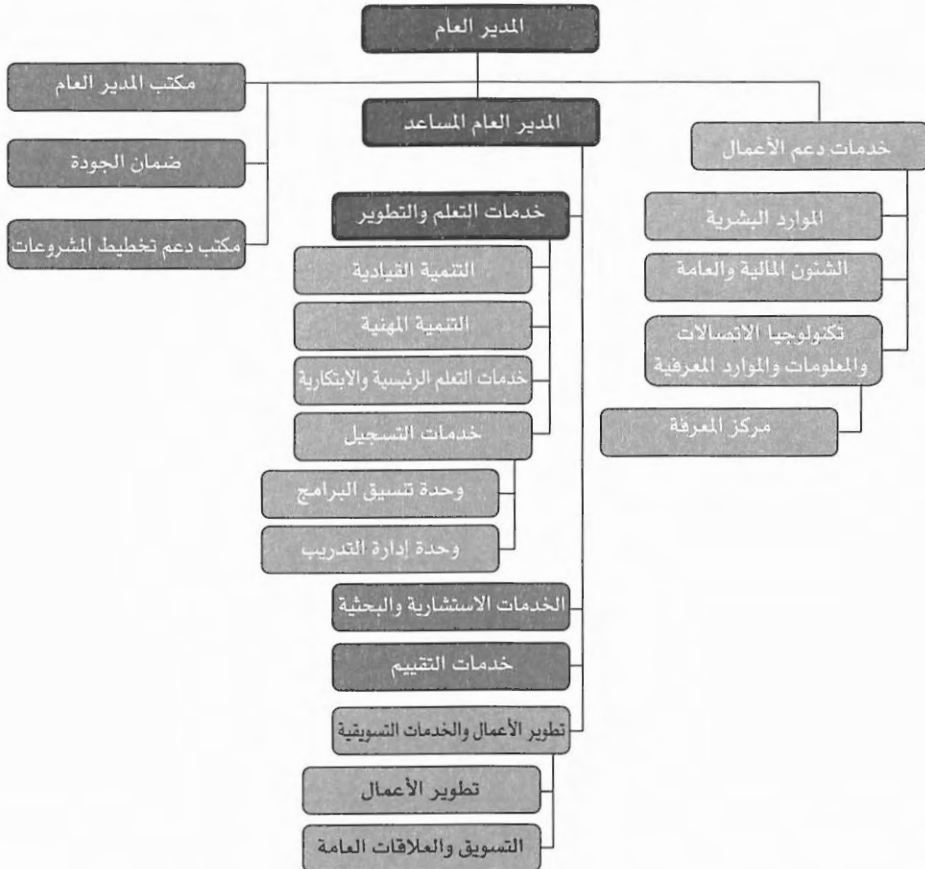 المدير العام
مكتب المدير العام
المدير العام المساعد
خدمات دعم الأعمال
ضمان الجودة
مكتب دعم تخطيط المشروعات
الموارد البشرية
الشئون المالية والعامة
تكنولوجيا الاتصالات
والمعلومات والموارد المعرفية
مركز المعرفة
خدمات التعلم والتطوير
التنمية القيادية
التنمية المهنية
خدمات التعلم الرئيسية والابتكارية
خدمات التسجيل
وحدة تنسيق البرامج
وحدة إدارة التدريب
الخدمات الاستشارية والبحثية
خدمات التقييم
تطوير الأعمال والخدمات التسويقية
تطوير الأعمال
التسويق والعلاقات العامة